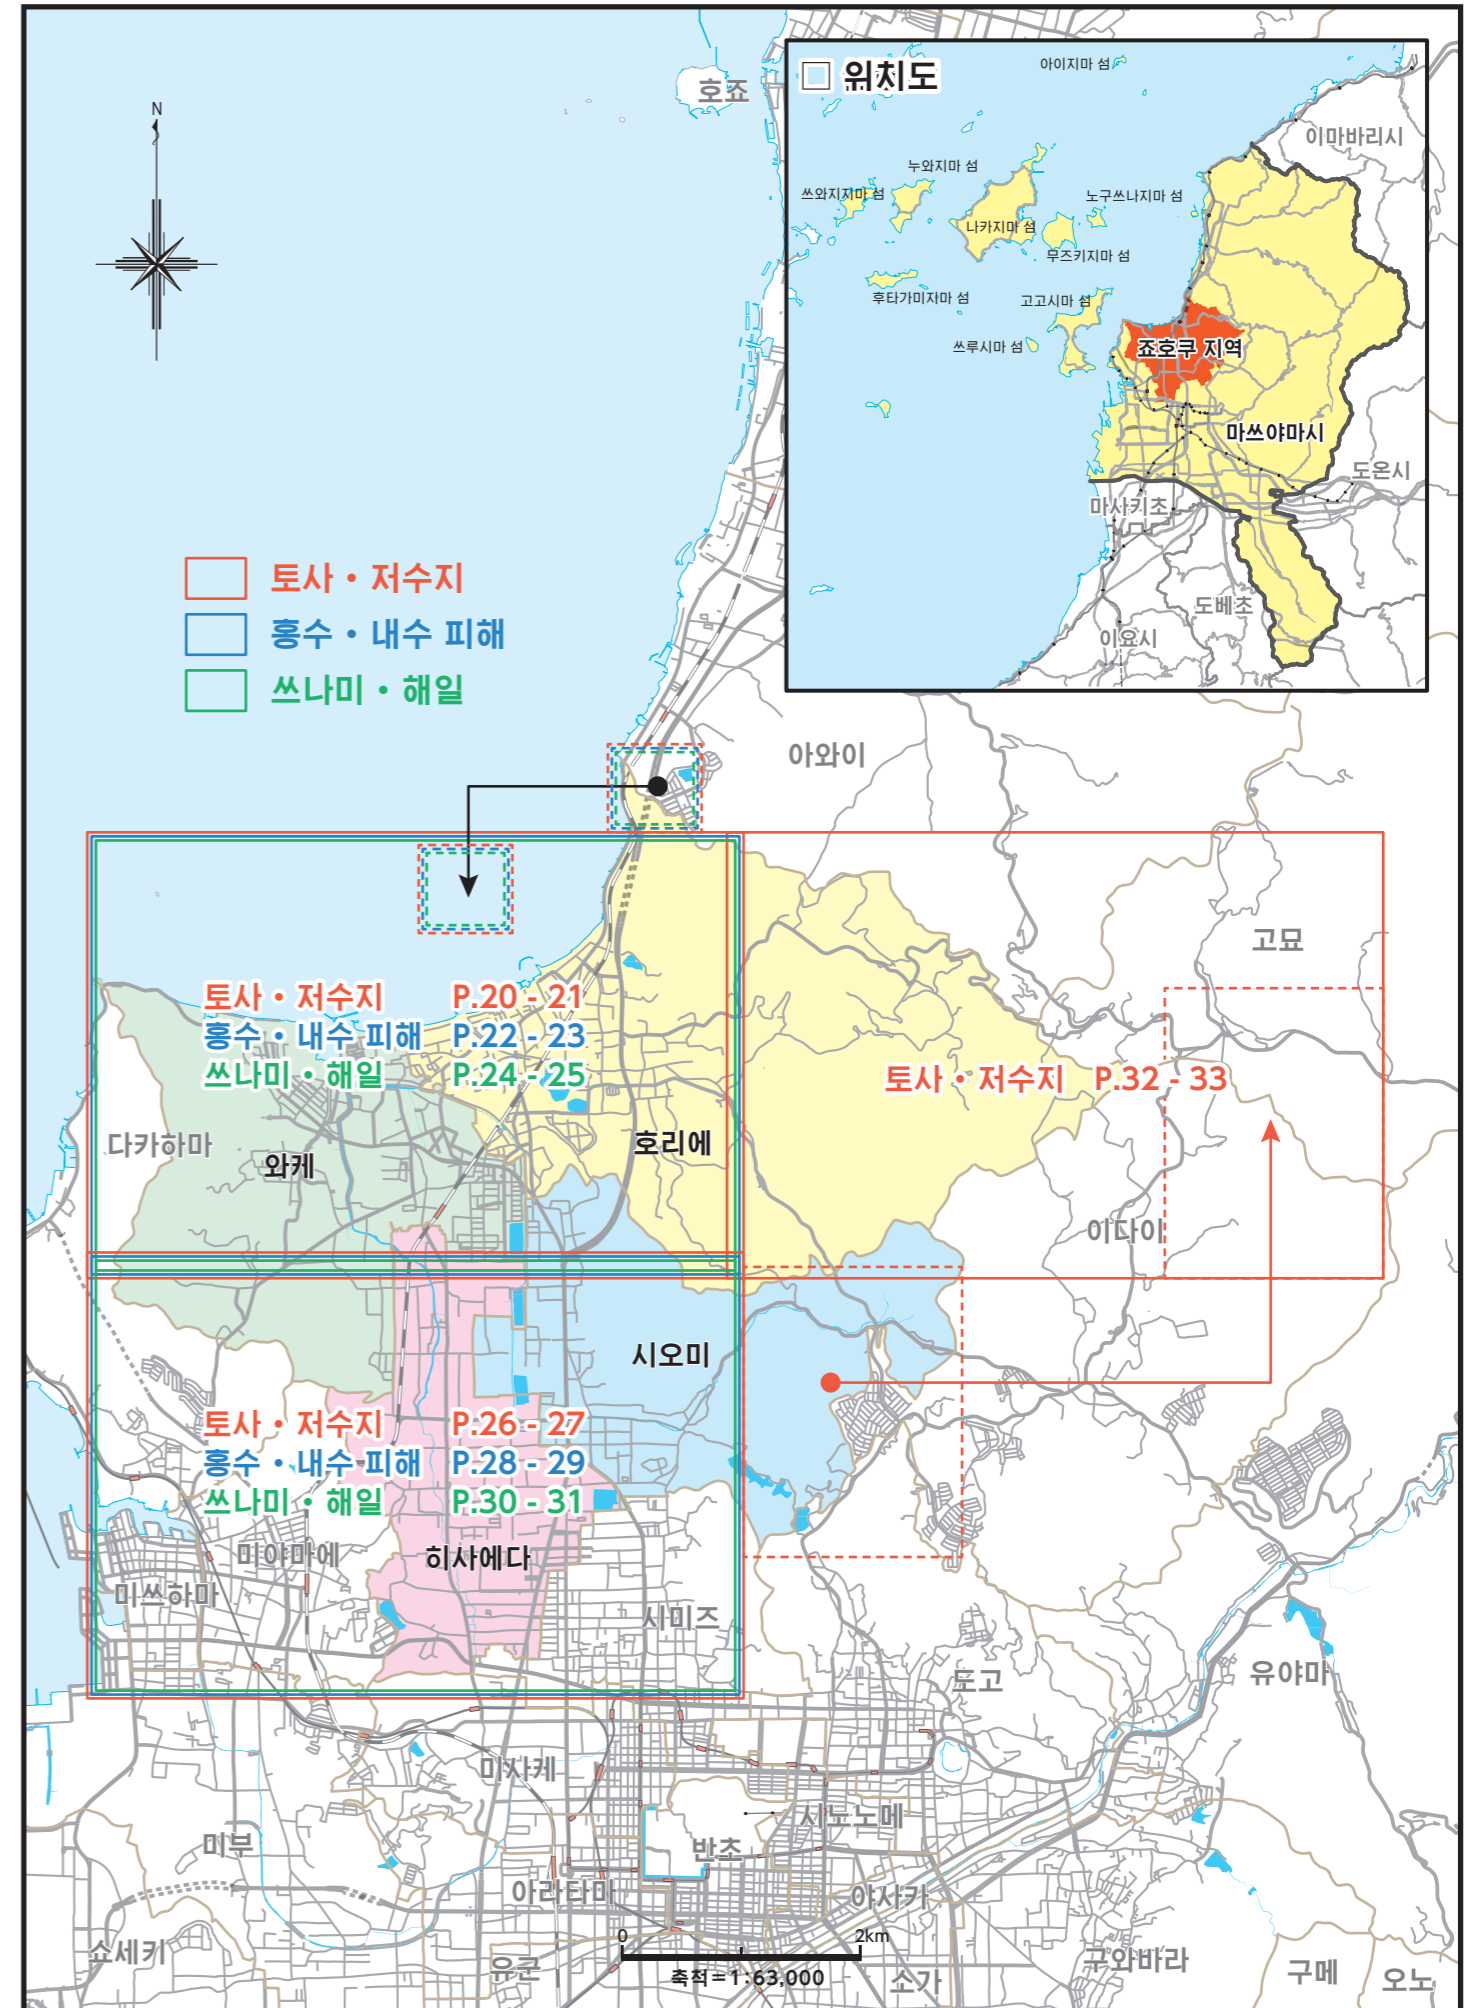 호죠
N
□ 위치도
아이지마 섬
이마바리시
누와지마 섬
쓰와지지마 섬
노구쓰나지마 섬
나카지마 섬
무즈키지마 섬
후타가미지마 섬
고고시마 섬
쓰루시마 섬
죠호쿠 지역
마쓰야마시
도온시
마사키초
도베초
이요시
토사・저수지
홍수・내수 피해
쓰나미・해일
아와이
고묘
토사・저수지 P.20 - 21
홍수・내수 피해 P.22 - 23
쓰나미・해일 P.24 - 25
토사・저수지 P.32 - 33
다카하마
와케
호리에
이다이
시오미
토사・저수지 P.26 - 27
홍수・내수 피해 P.28 - 29
쓰나미・해일 P.30 - 31
미야마에
히사에다
미쓰하마
시미즈
도고
유야마
미사케
시노노메
미부
반초
아라타마
야사카
쇼세키
유군
0 2km
축척=1:63,000
소가
구와바라
구메
오노